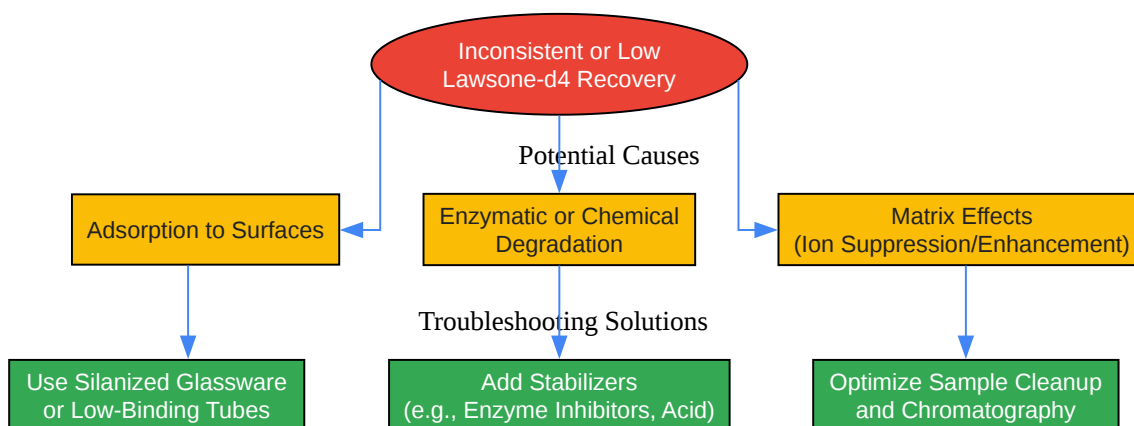 Inconsistent or Low
Lawsone-d4 Recovery
Potential Causes
Adsorption to Surfaces
Enzymatic or Chemical
Degradation
Matrix Effects
(Ion Suppression/Enhancement)
Troubleshooting Solutions
Use Silanized Glassware
or Low-Binding Tubes
Add Stabilizers
(e.g., Enzyme Inhibitors, Acid)
Optimize Sample Cleanup
and Chromatography